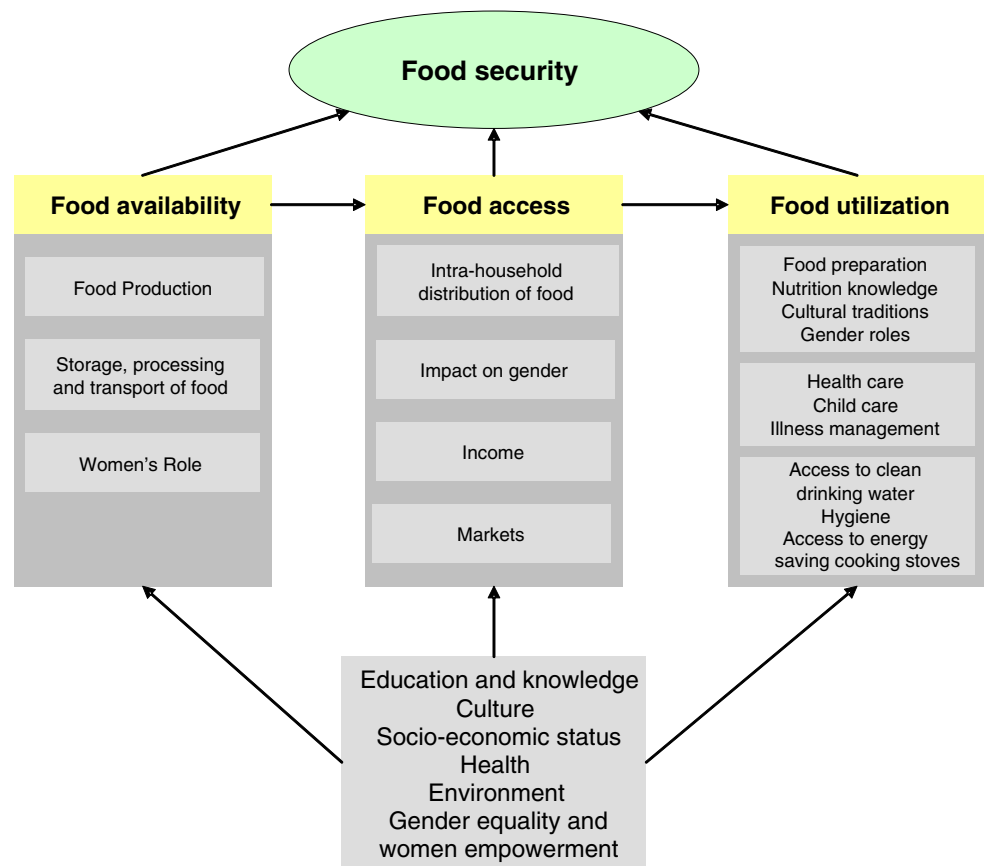 Food security
Food availability
Food Production
Storage, processing
and transport of food
Women's Role
Food access
Intra-household
distribution of food
Impact on gender
Income
Markets
Food utilization
Food preparation
Nutrition knowledge
Cultural traditions
Gender roles
Health care
Child care
Illness management
Access to clean
drinking water
Hygiene
Access to energy
saving cooking stoves
Education and knowledge
Culture
Socio-economic status
Health
Environment
Gender equality and
women empowerment